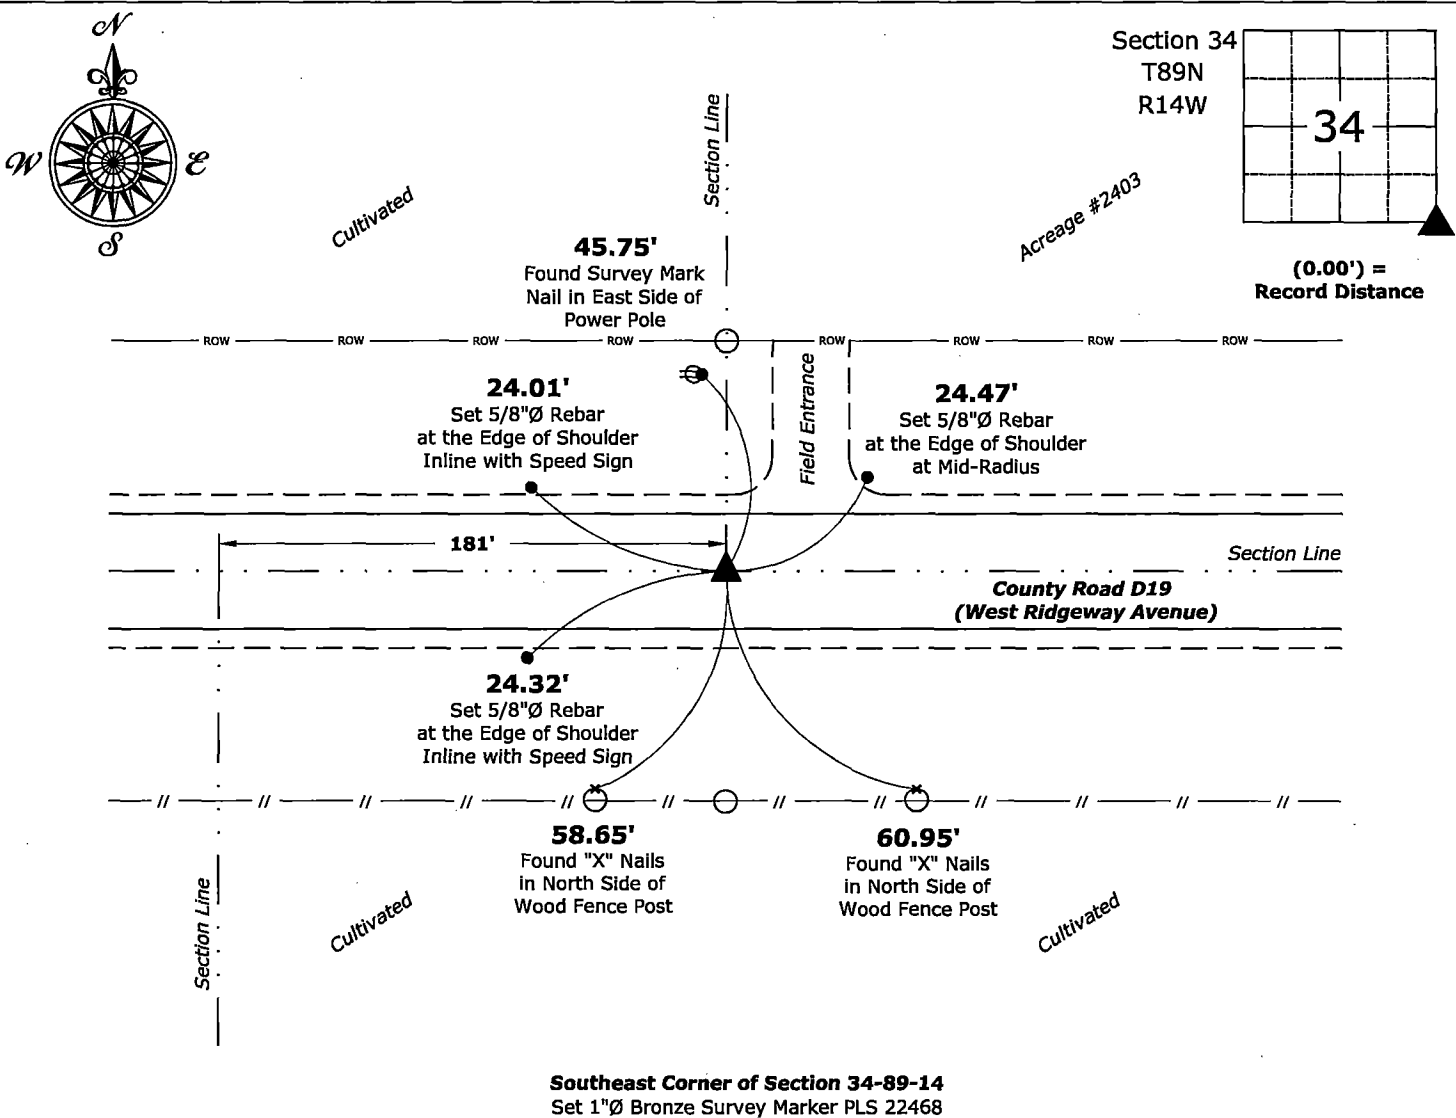 N
W
E
S
Section 34
T89N
R14W
34
(0.00') =
Record Distance
Section Line
Cultivated
Acreage #2403
45.75'
Found Survey Mark
Nail in East Side of
Power Pole
ROW ROW ROW ROW ROW ROW ROW ROW
24.01'
Set 5/8"Ø Rebar
at the Edge of Shoulder
Inline with Speed Sign
Field Entrance
24.47'
Set 5/8"Ø Rebar
at the Edge of Shoulder
at Mid-Radius
181'
Section Line
County Road D19
(West Ridgeway Avenue)
24.32'
Set 5/8"Ø Rebar
at the Edge of Shoulder
Inline with Speed Sign
58.65'
Found "X" Nails
in North Side of
Wood Fence Post
60.95'
Found "X" Nails
in North Side of
Wood Fence Post
Section Line
Cultivated
Cultivated
Southeast Corner of Section 34-89-14
Set 1"Ø Bronze Survey Marker PLS 22468